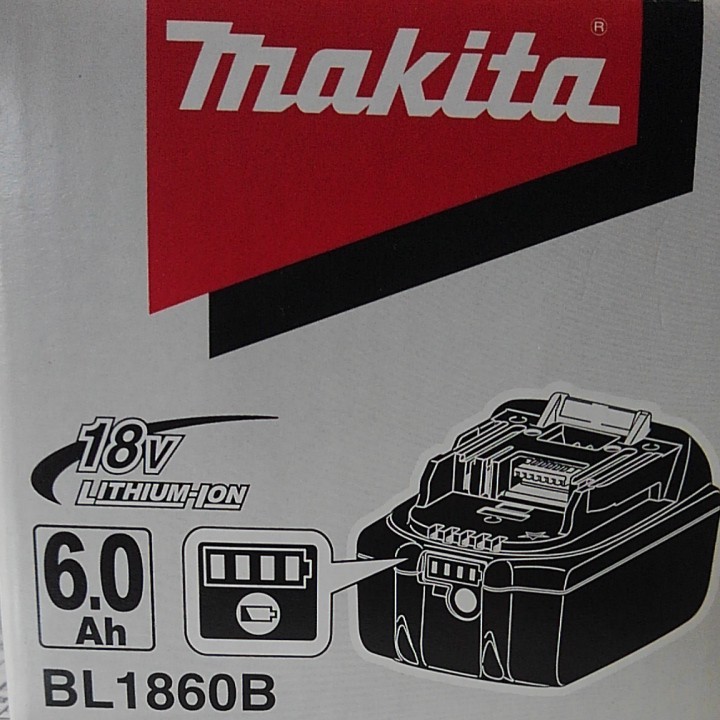 makita®
18V
LITHIUM-ION
6.0
Ah
BL1860B